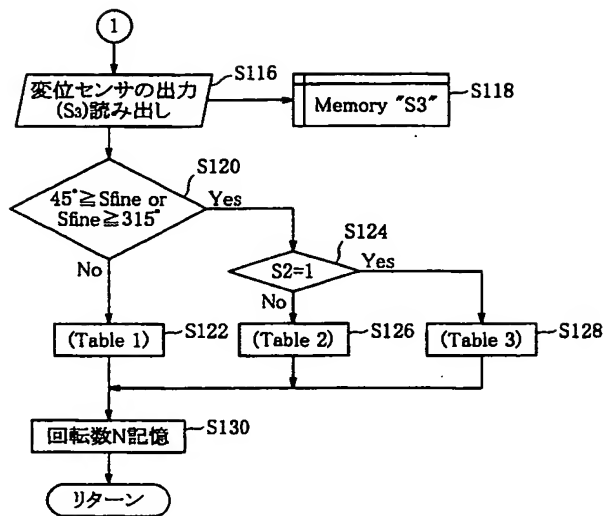 1
変位センサの出力
(S3)読み出し
S116
Memory "S3"
S118
45°≧Sfine or
Sfine≧315°
S120
Yes
No
S2=1
S124
Yes
No
(Table 1)
S122
(Table 2)
S126
(Table 3)
S128
回転数N記憶
S130
リターン